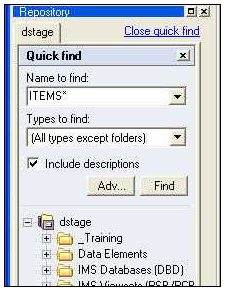 Repository
dstage
Close quick find
Quick find
Name to find:
ITEMS*
Types to find:
(All types except folders)
Include descriptions
Adv...
Find
dstage
_Training
Data Elements
IMS Databases (DBD)
IMS Viewsets (PSB/PCB